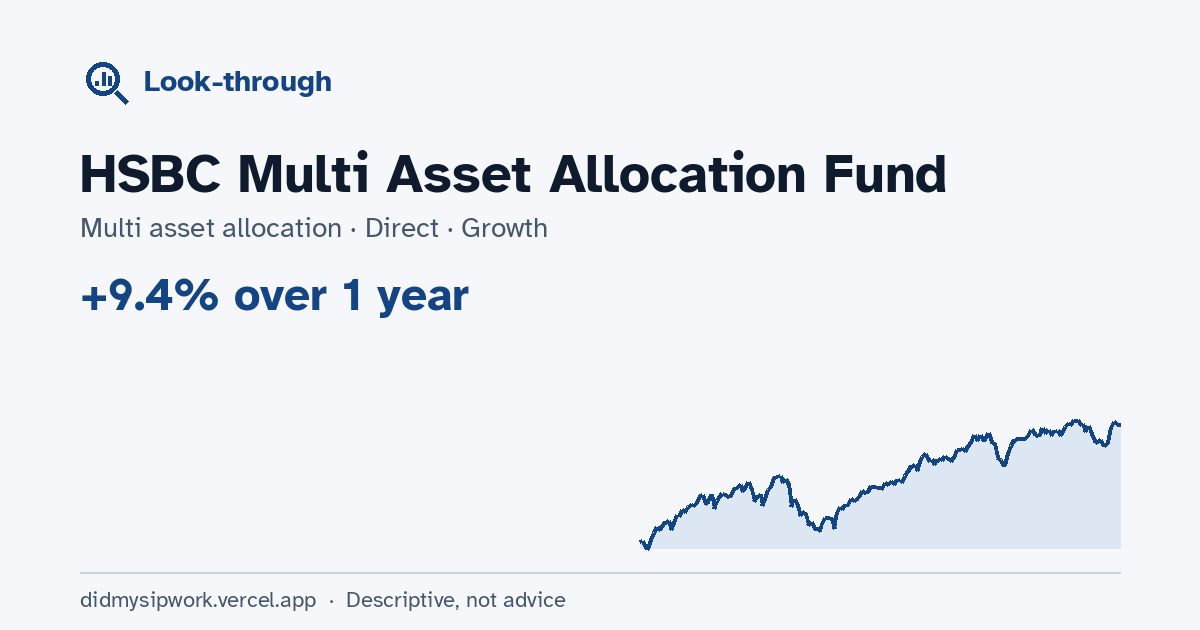 Look-through
HSBC Multi Asset Allocation Fund
Multi asset allocation · Direct · Growth
+9.4% over 1 year
didmysipwork.vercel.app · Descriptive, not advice